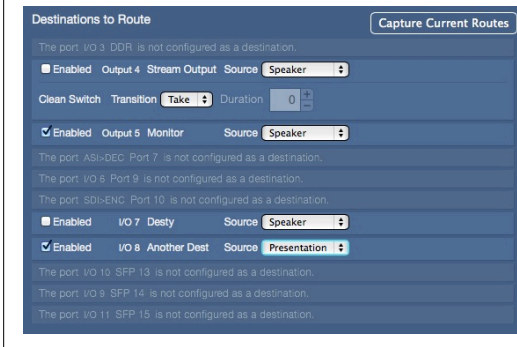 Destinations to Route
Capture Current Routes
The port I/O 3 DDR is not configured as a destination.
Enabled Output 4 Stream Output Source Speaker
Clean Switch Transition Take Duration 0
Enabled Output 5 Monitor Source Speaker
The port ASI>DEC Port 7 is not configured as a destination.
The port I/O 6 Port 9 is not configured as a destination.
The port SDI>ENC Port 10 is not configured as a destination.
Enabled I/O 7 Desty Source Speaker
Enabled I/O 8 Another Dest Source Presentation
The port I/O 10 SFP 13 is not configured as a destination.
The port I/O 9 SFP 14 is not configured as a destination.
The port I/O 11 SFP 15 is not configured as a destination.